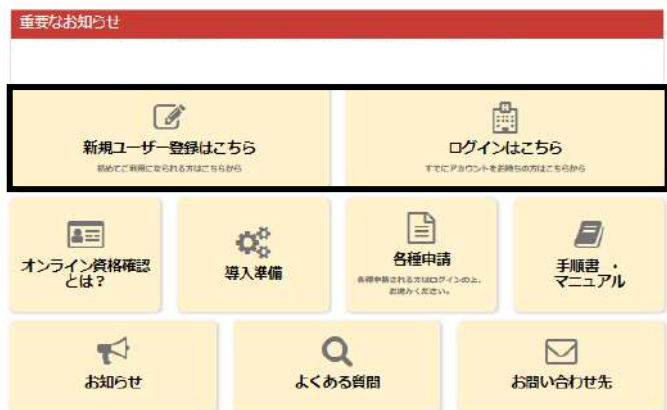 重要なお知らせ
新規ユーザー登録はこちら
初めてご利用になられる方はこちらから
ログインはこちら
すでにアカウントをお持ちの方はこちらから
オンライン資格確認
とは？
導入準備
各種申請
各種申請される方はログインの上、
お進みください。
手順書 ・
マニュアル
お知らせ
よくある質問
お問い合わせ先